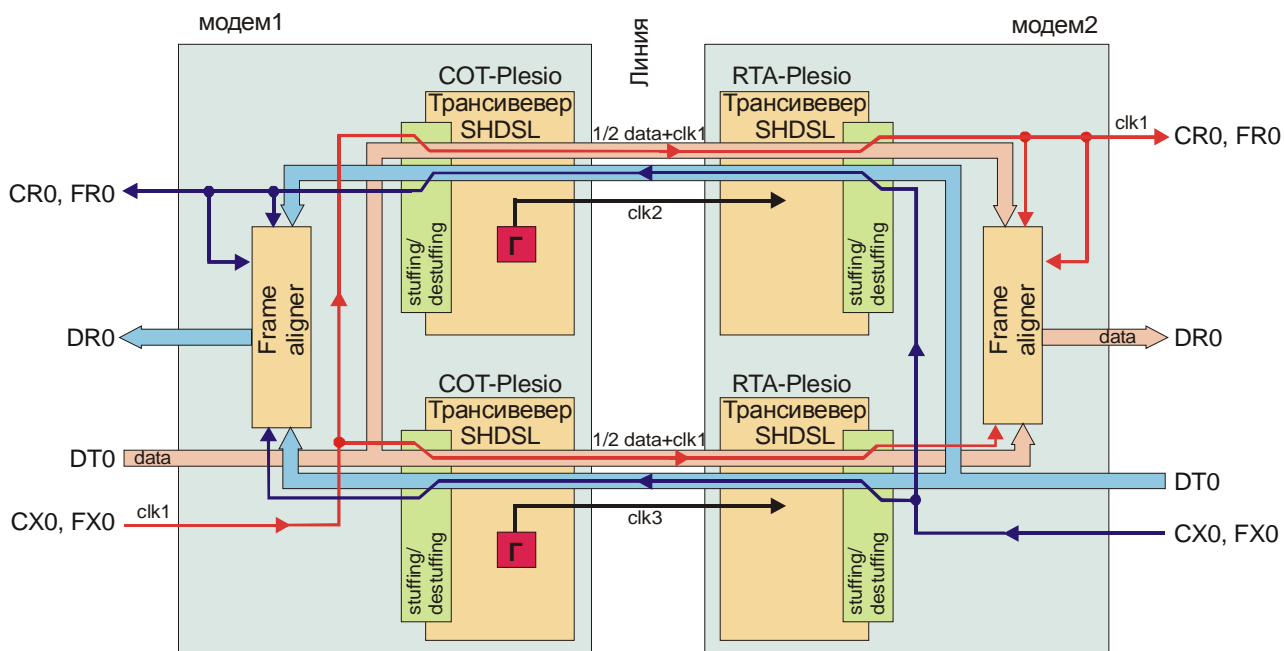 модем1
Линия
модем2
COT-Plesio
RTA-Plesio
Трансивевер
SHDSL
1/2 data+clk1
Трансивевер
SHDSL
clk1
CR0, FR0
CR0, FR0
clk2
Г
stuffing/
destuffing
stuffing/
destuffing
Frame
aligner
Frame
aligner
DR0
data
DR0
COT-Plesio
RTA-Plesio
Трансивевер
SHDSL
1/2 data+clk1
Трансивевер
SHDSL
DT0
data
DT0
CX0, FX0
clk1
clk3
CX0, FX0
Г
stuffing/
destuffing
stuffing/
destuffing